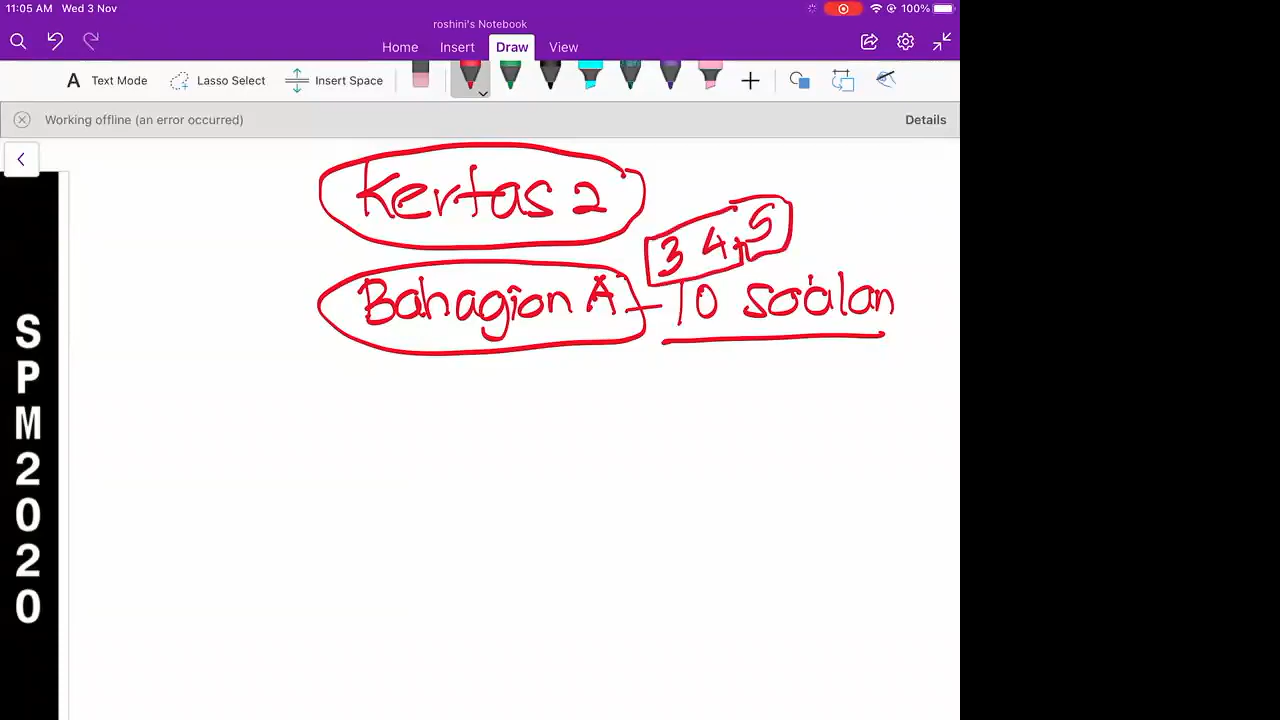 11:05 AM Wed 3 Nov
100%
roshini's Notebook
Home Insert Draw View
Text Mode Lasso Select Insert Space
Working offline (an error occurred) Details
Kertas 2
3 4,5
Bahagian A - 10 soalan
SPM2020